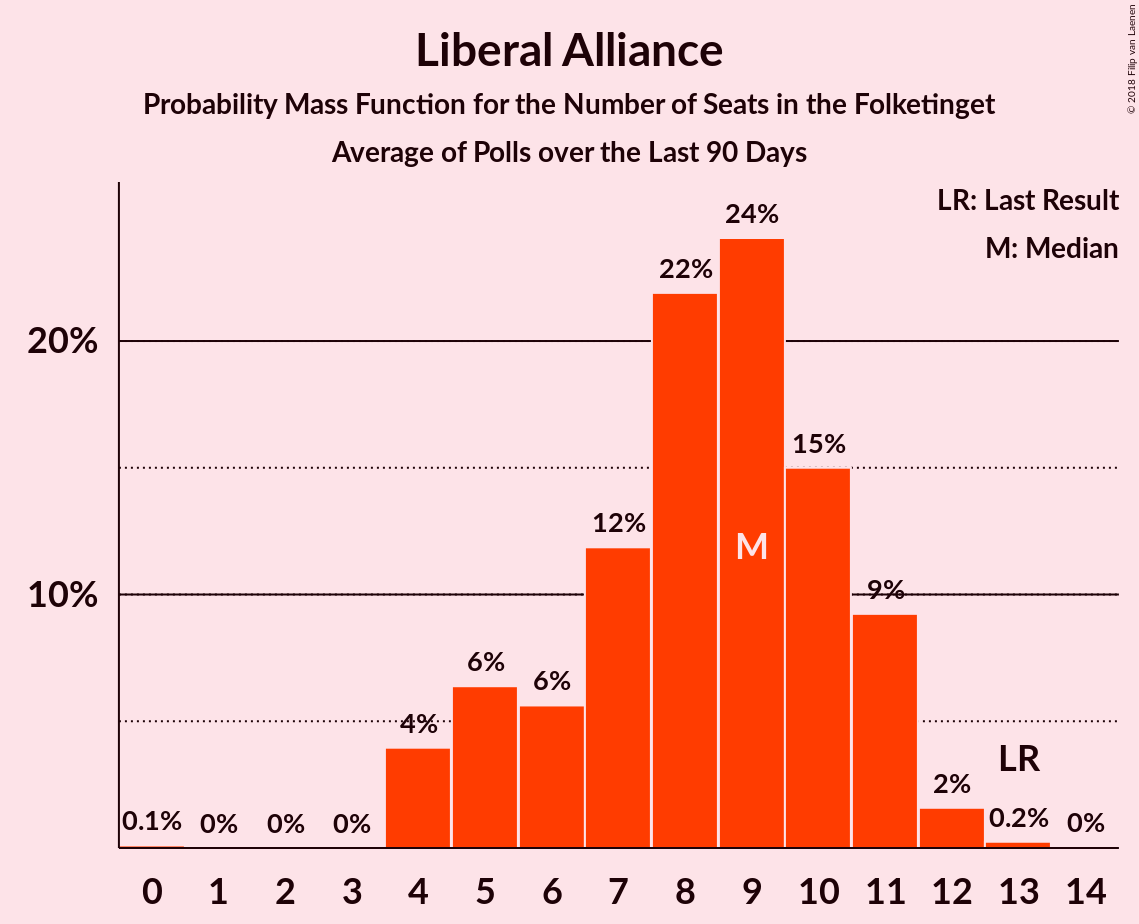 © 2018 Filip van Laenen
Liberal Alliance
Probability Mass Function for the Number of Seats in the Folketinget
Average of Polls over the Last 90 Days
LR: Last Result
M: Median
24%
22%
20%
15%
12%
M
10%
9%
6%
6%
4%
LR
2%
0.1% 0% 0% 0% 0.2% 0%
0 1 2 3 4 5 6 7 8 9 10 11 12 13 14